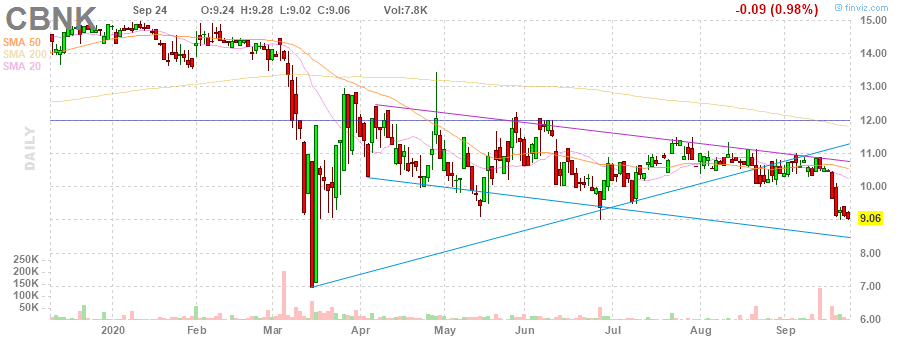 CBNK
Sep 24 O:9.24 H:9.28 L:9.02 C:9.06 Vol:7.8K -0.09 (0.98%) @ finviz.com
SMA 50
SMA 200
SMA 20
DAILY
15.00
14.00
13.00
12.00
11.00
10.00
9.06
8.00
7.00
6.00
250K
200K
150K
100K
50K
2020 Feb Mar Apr May Jun Jul Aug Sep